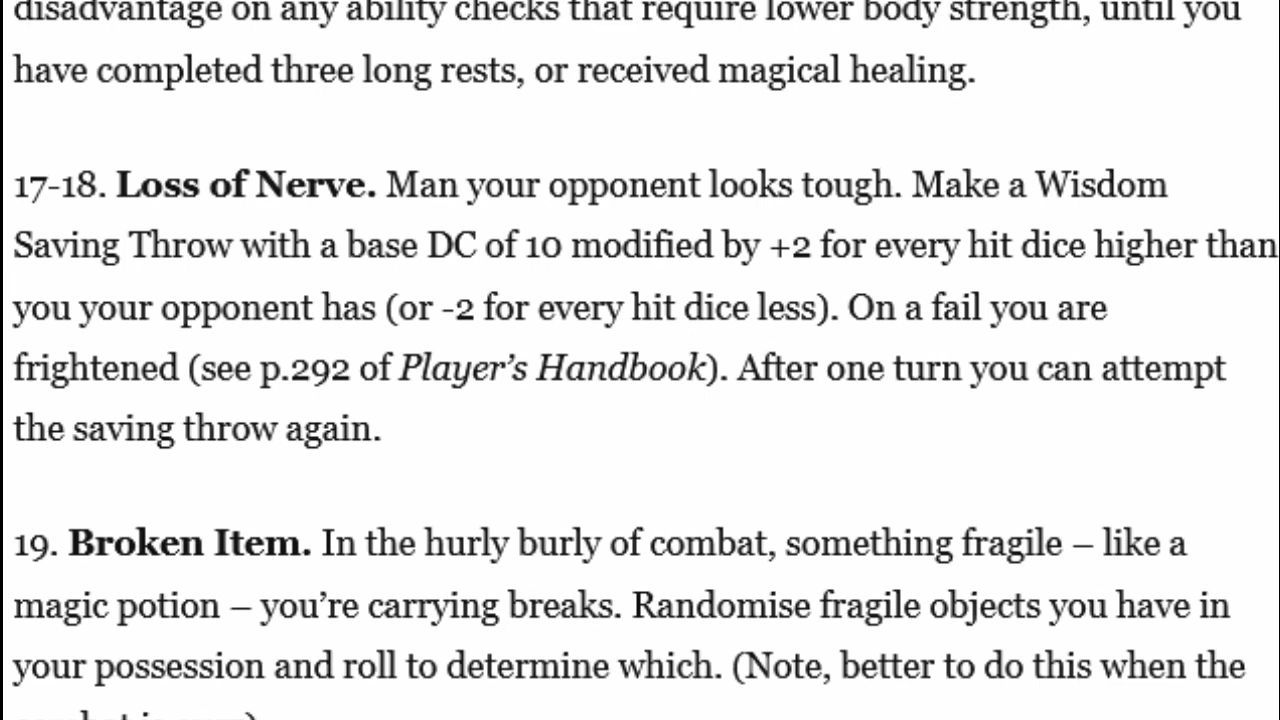 disadvantage on any ability checks that require lower body strength, until you
have completed three long rests, or received magical healing.
17-18. Loss of Nerve. Man your opponent looks tough. Make a Wisdom
Saving Throw with a base DC of 10 modified by +2 for every hit dice higher than
you your opponent has (or -2 for every hit dice less). On a fail you are
frightened (see p.292 of Player’s Handbook). After one turn you can attempt
the saving throw again.
19. Broken Item. In the hurly burly of combat, something fragile – like a
magic potion – you’re carrying breaks. Randomise fragile objects you have in
your possession and roll to determine which. (Note, better to do this when the